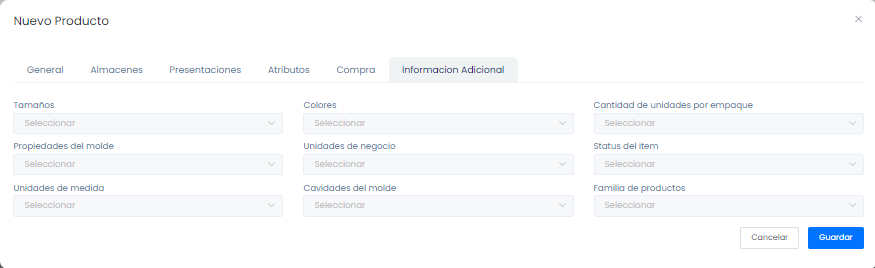 Nuevo Producto
General Almacenes Presentaciones Atributos Compra Informacion Adicional
Tamaños Colores Cantidad de unidades por empaque
Seleccionar Seleccionar Seleccionar
Propiedades del molde Unidades de negocio Status del item
Seleccionar Seleccionar Seleccionar
Unidades de medida Cavidades del molde Familia de productos
Seleccionar Seleccionar Seleccionar
Cancelar Guardar